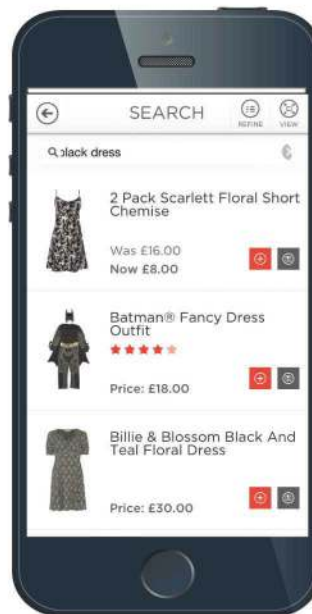 SEARCH
REFINE
VIEW
black dress
2 Pack Scarlett Floral Short
Chemise
Was £16.00
Now £8.00
Batman® Fancy Dress
Outfit
Price: £18.00
Billie & Blossom Black And
Teal Floral Dress
Price: £30.00